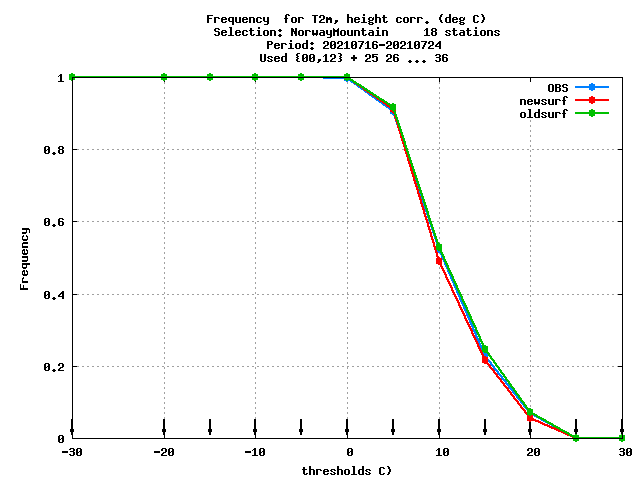 Frequency  for T2m, height corr. (deg C)
Selection: NorwayMountain     18 stations
Period: 20210716-20210724
Used {00,12} + 25 26 ... 36
OBS
newsurf
oldsurf
1
0.8
0.6
0.4
0.2
0
Frequency
-30 -20 -10 0 10 20 30
thresholds C)